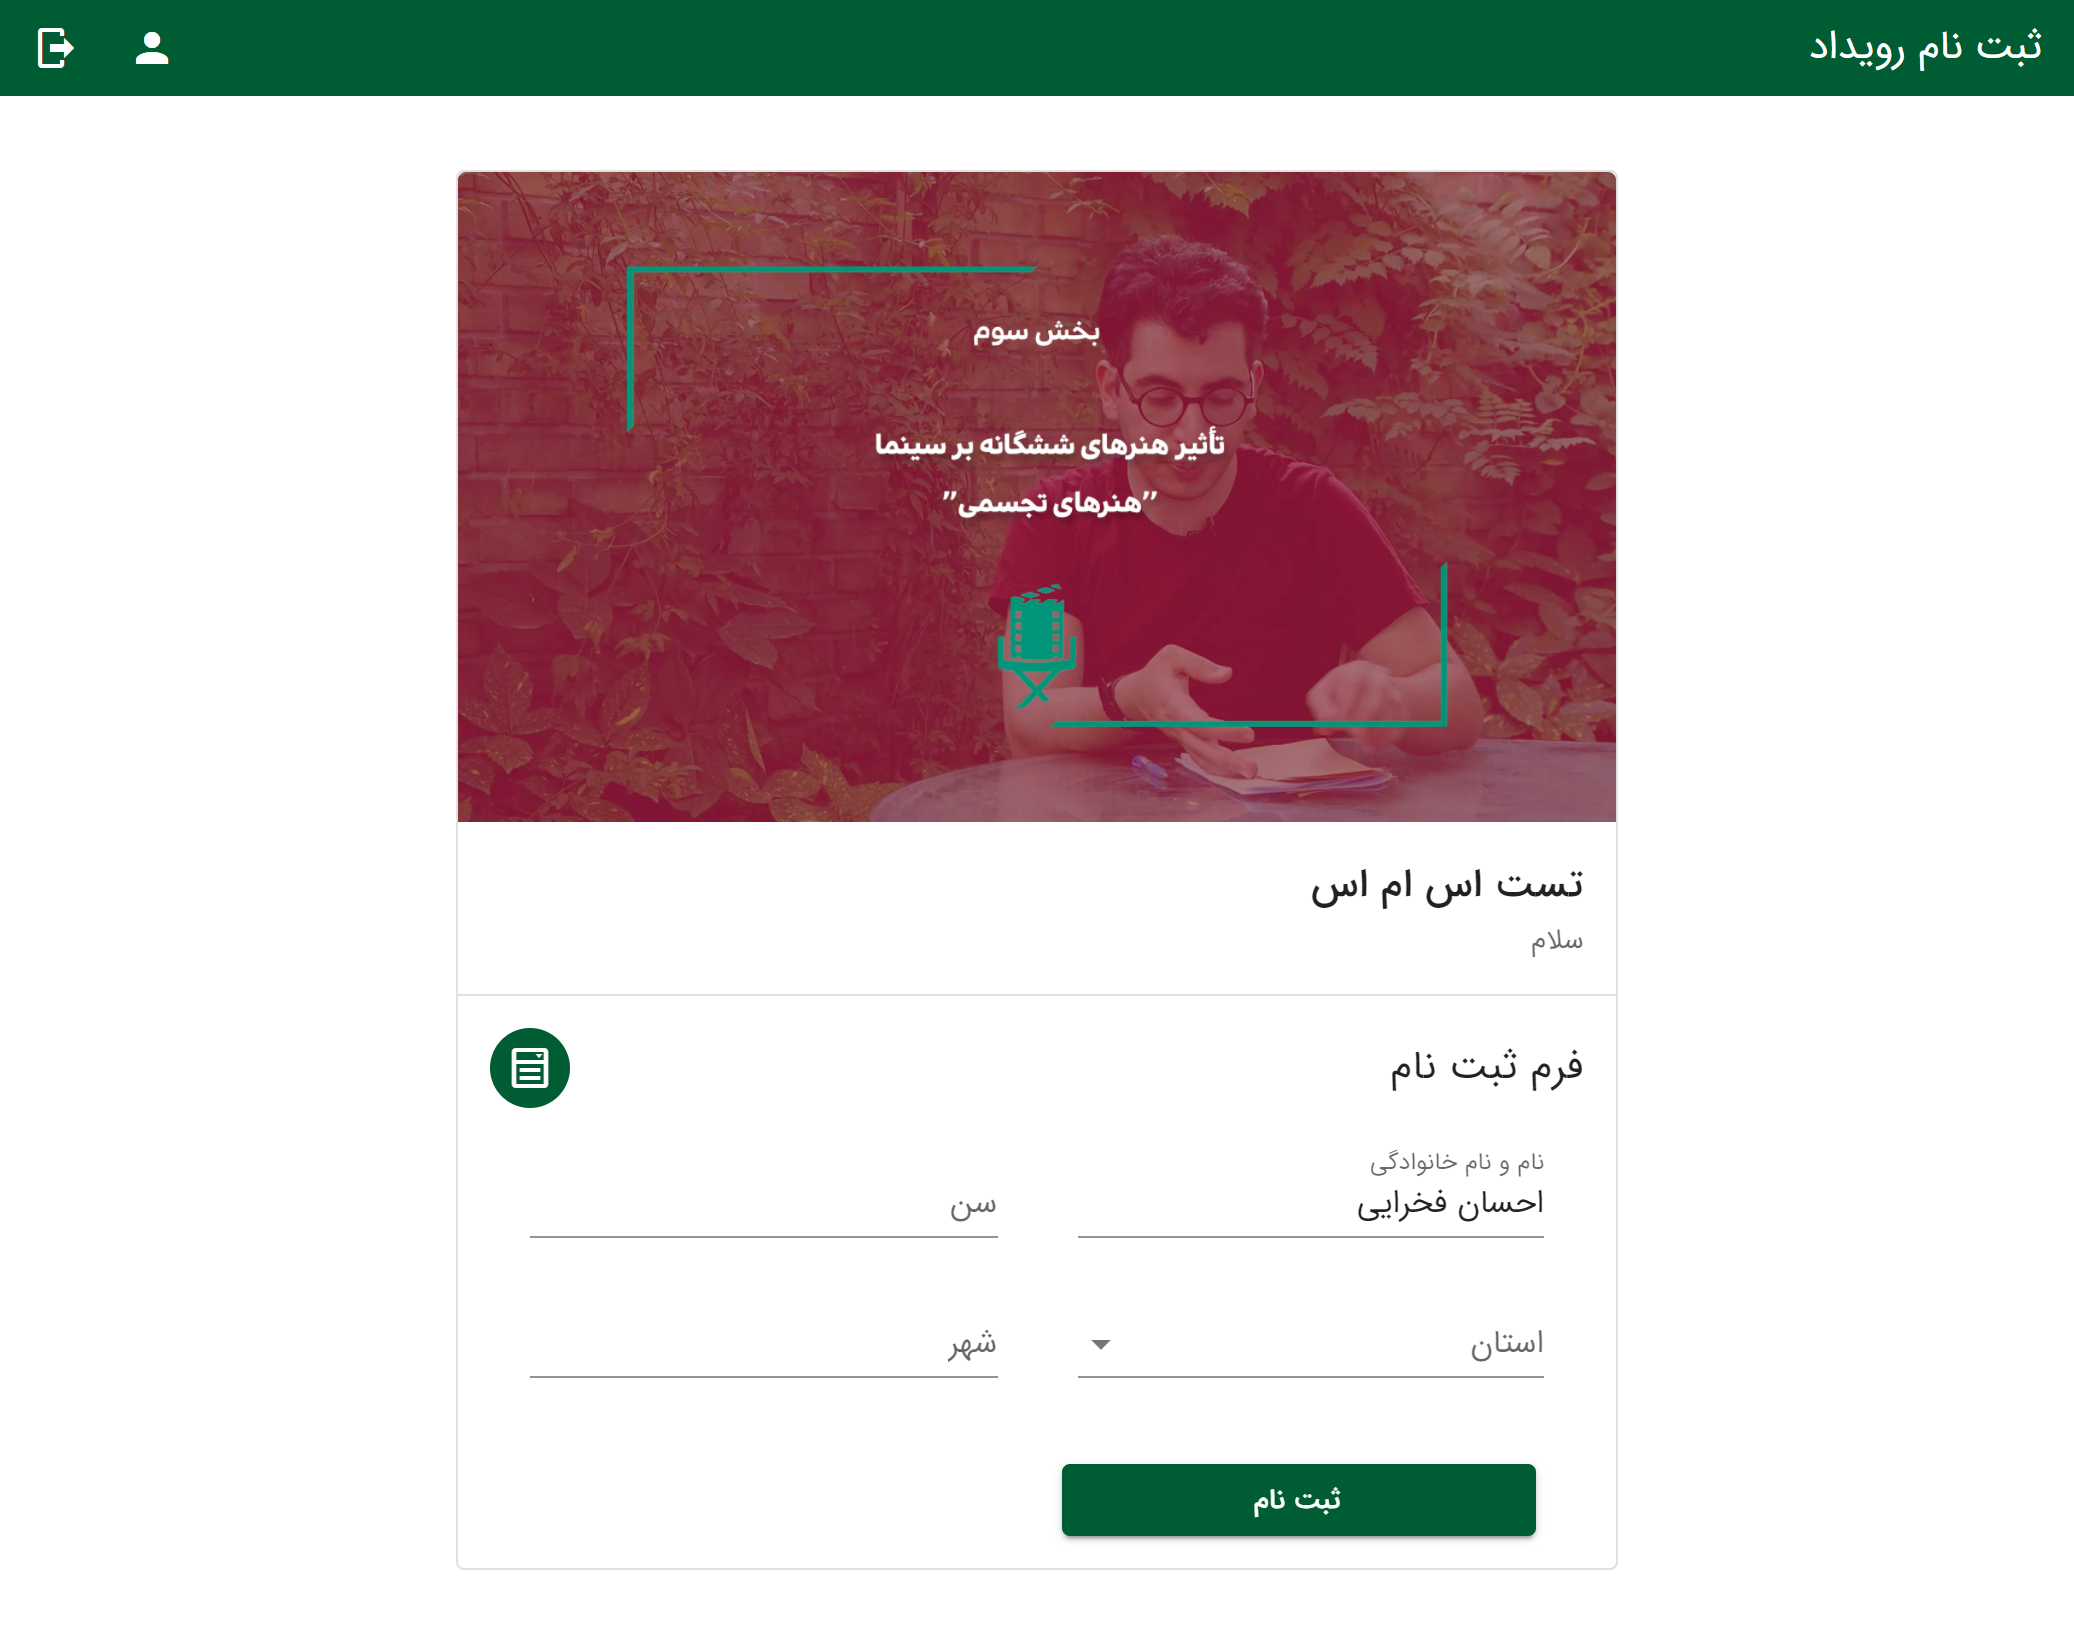 ثبت نام رویداد
بخش سوم
تأثیر هنرهای ششگانه بر سینما
”هنرهای تجسمی”
تست اس ام اس
سلام
فرم ثبت نام
نام و نام خانوادگی
احسان فخرایی
سن
استان
شهر
ثبت نام